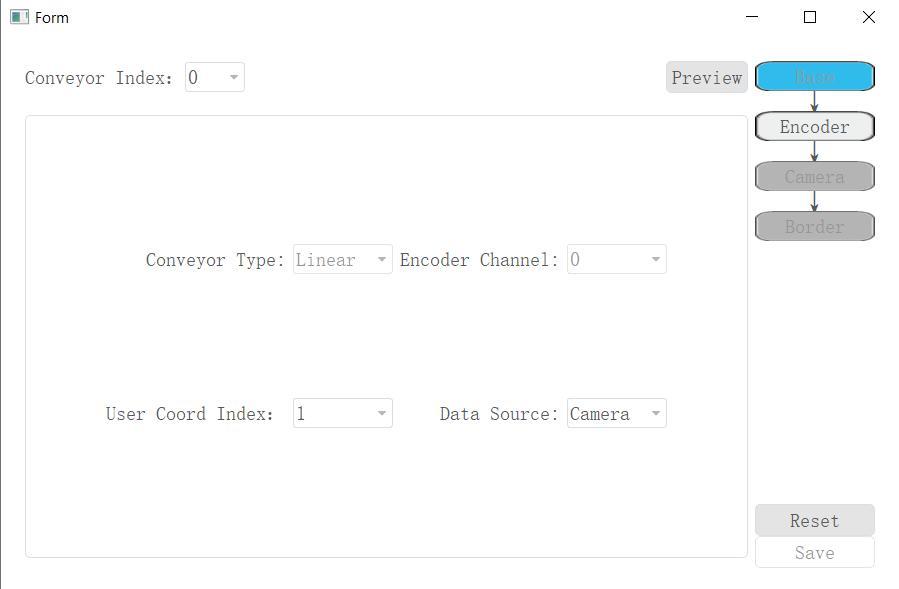 Form
Conveyor Index: 0
Preview
Base
Encoder
Camera
Border
Conveyor Type: Linear Encoder Channel: 0
User Coord Index: 1 Data Source: Camera
Reset
Save